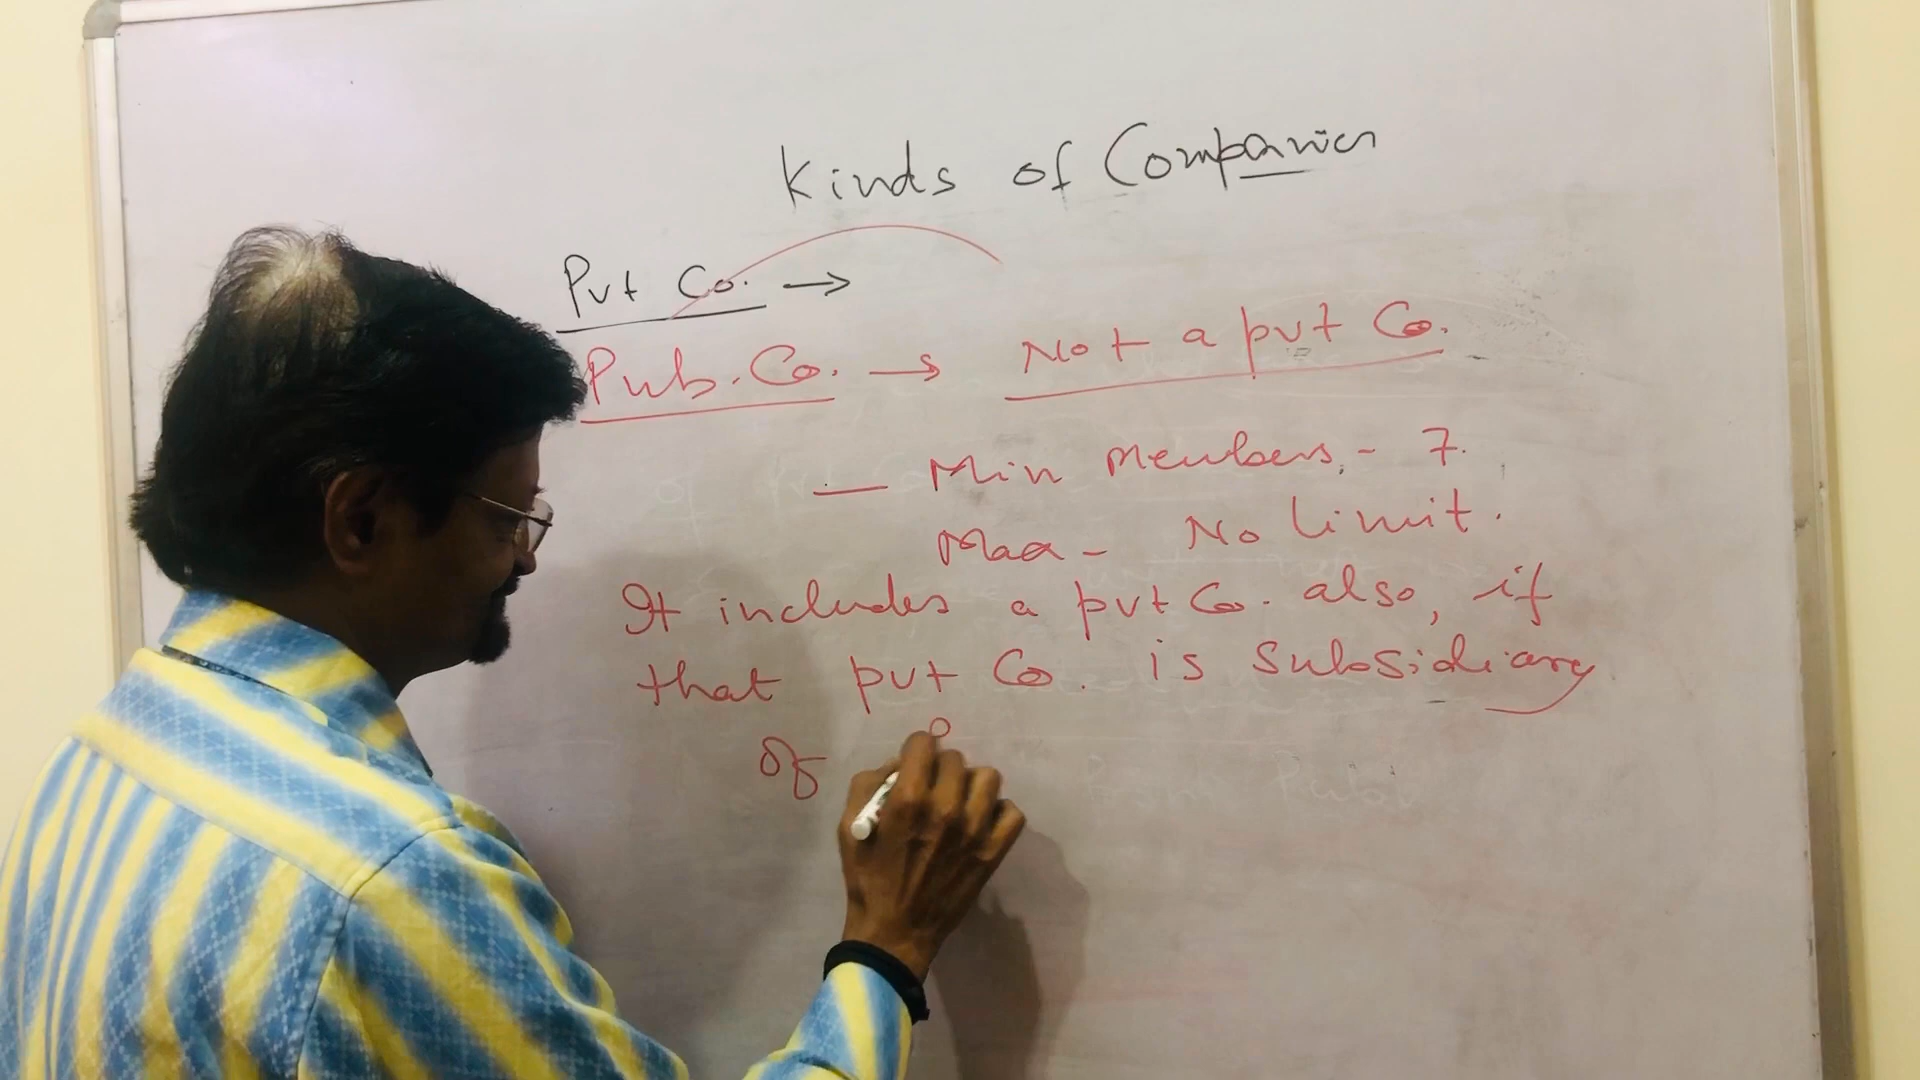 Kinds of Companies
Pvt Co. →
Pub. Co. → Not a pvt Co.
— Min members, - 7.
Max - No limit.
It includes a pvt Co. also, if
that pvt Co. is subsidiary
of